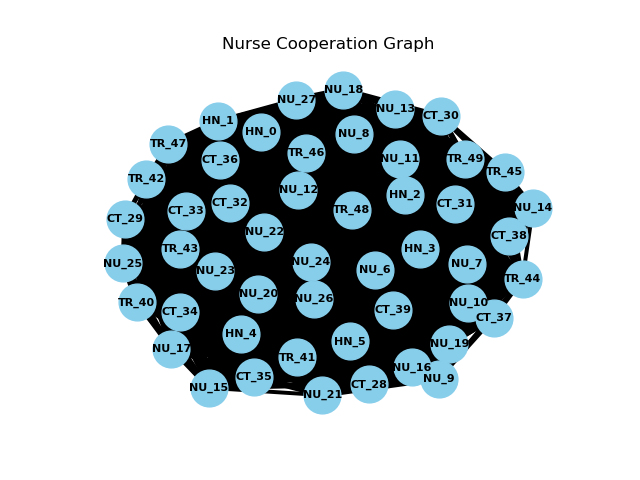 Nurse Cooperation Graph
NU_18
NU_27
NU_13
CT_30
HN_1
HN_0
NU_8
TR_47
TR_46
CT_36
NU_11
TR_49
TR_45
TR_42
NU_12
HN_2
CT_32
CT_31
NU_14
CT_33
TR_48
CT_29
NU_22
CT_38
TR_43
HN_3
NU_25
NU_24
NU_7
NU_23
NU_6
TR_44
NU_20
NU_26
TR_40
NU_10
CT_39
CT_34
CT_37
HN_4
HN_5
NU_19
NU_17
TR_41
NU_16
CT_35
NU_9
CT_28
NU_15
NU_21